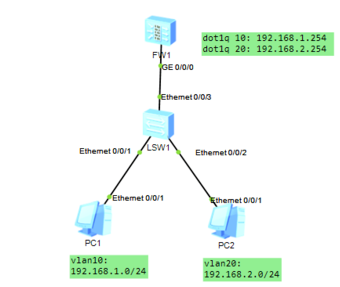 dot1q 10: 192.168.1.254
dot1q 20: 192.168.2.254
FW1
GE 0/0/0
Ethernet 0/0/3
LSW1
Ethernet 0/0/1
Ethernet 0/0/2
Ethernet 0/0/1
Ethernet 0/0/1
PC1
PC2
vlan10:
192.168.1.0/24
vlan20:
192.168.2.0/24